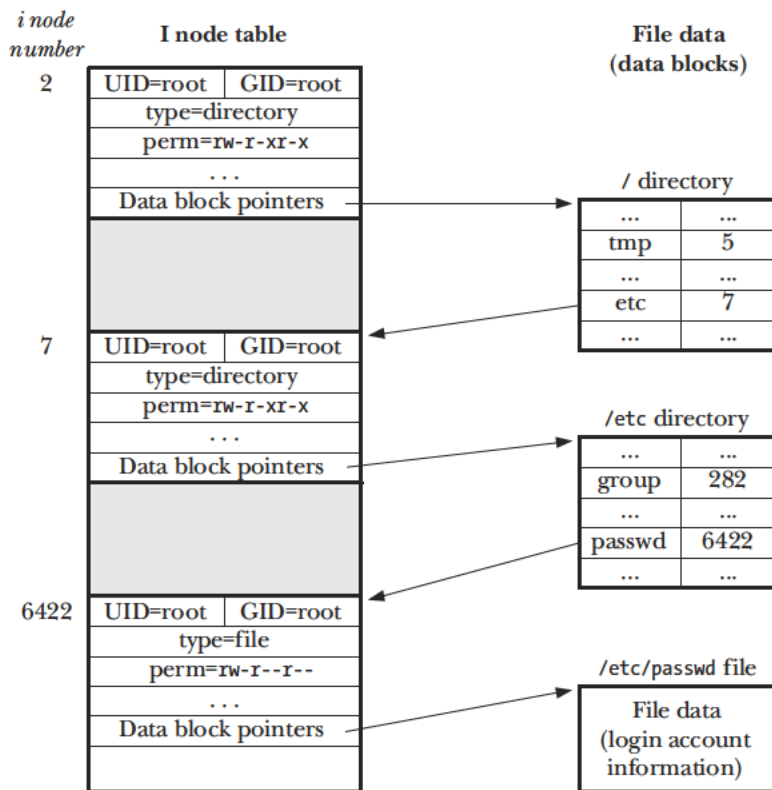 i node
number
I node table
File data
(data blocks)
2
UID=root GID=root
type=directory
perm=rw-r-xr-x
. . .
Data block pointers
/ directory
... ...
tmp 5
... ...
etc 7
... ...
7
UID=root GID=root
type=directory
perm=rw-r-xr-x
. . .
Data block pointers
/etc directory
... ...
group 282
... ...
passwd 6422
... ...
6422
UID=root GID=root
type=file
perm=rw-r--r--
. . .
Data block pointers
/etc/passwd file
File data
(login account
information)